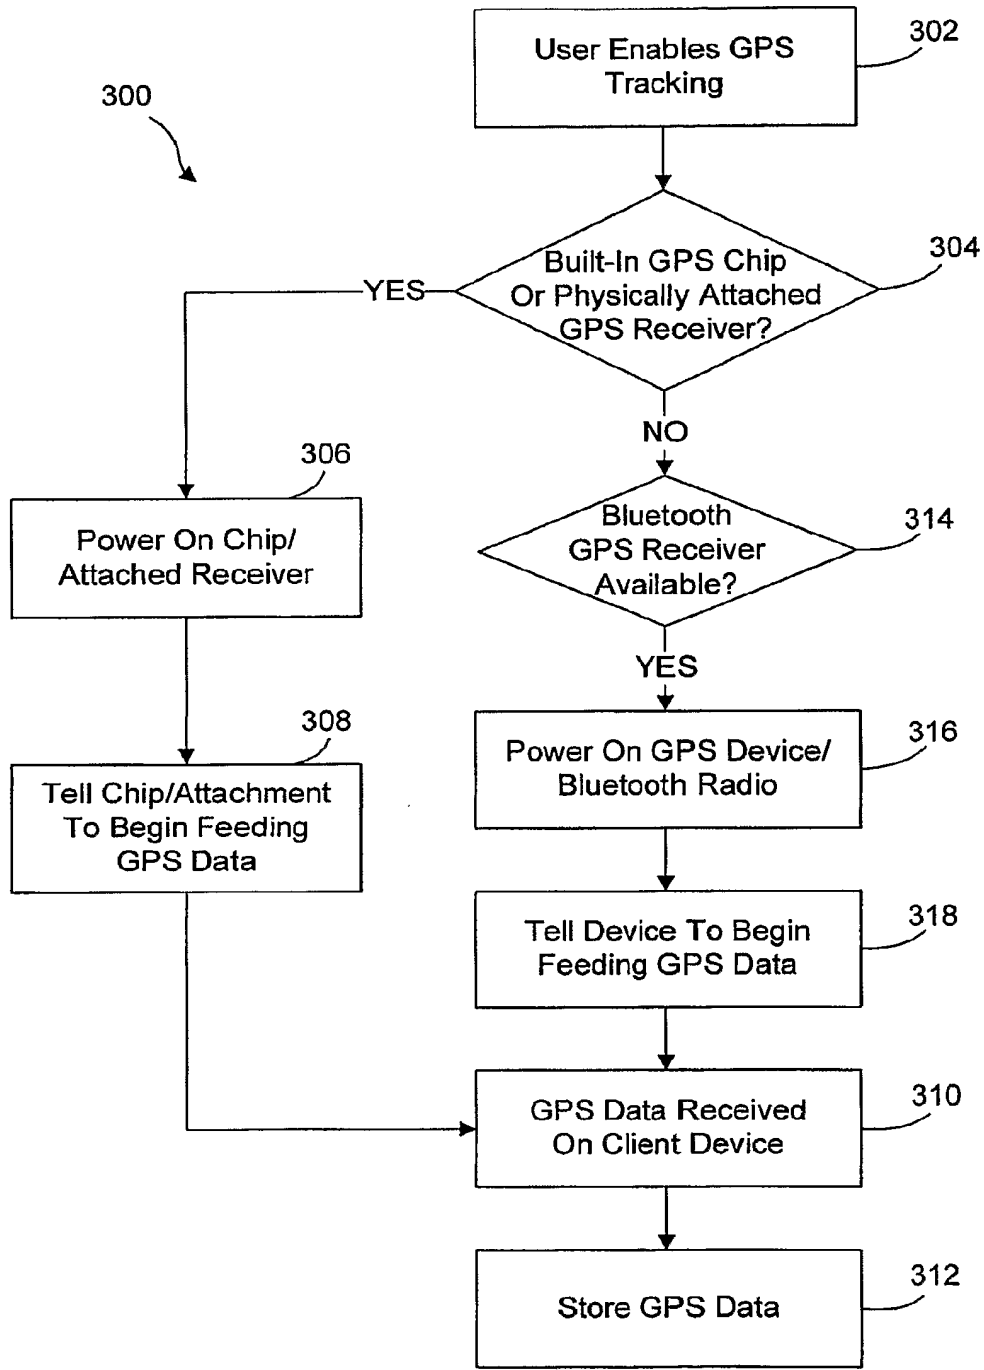 302
User Enables GPS
Tracking
300
304
Built-In GPS Chip
Or Physically Attached
GPS Receiver?
YES
NO
306
Power On Chip/
Attached Receiver
314
Bluetooth
GPS Receiver
Available?
YES
308
Tell Chip/Attachment
To Begin Feeding
GPS Data
316
Power On GPS Device/
Bluetooth Radio
318
Tell Device To Begin
Feeding GPS Data
310
GPS Data Received
On Client Device
312
Store GPS Data